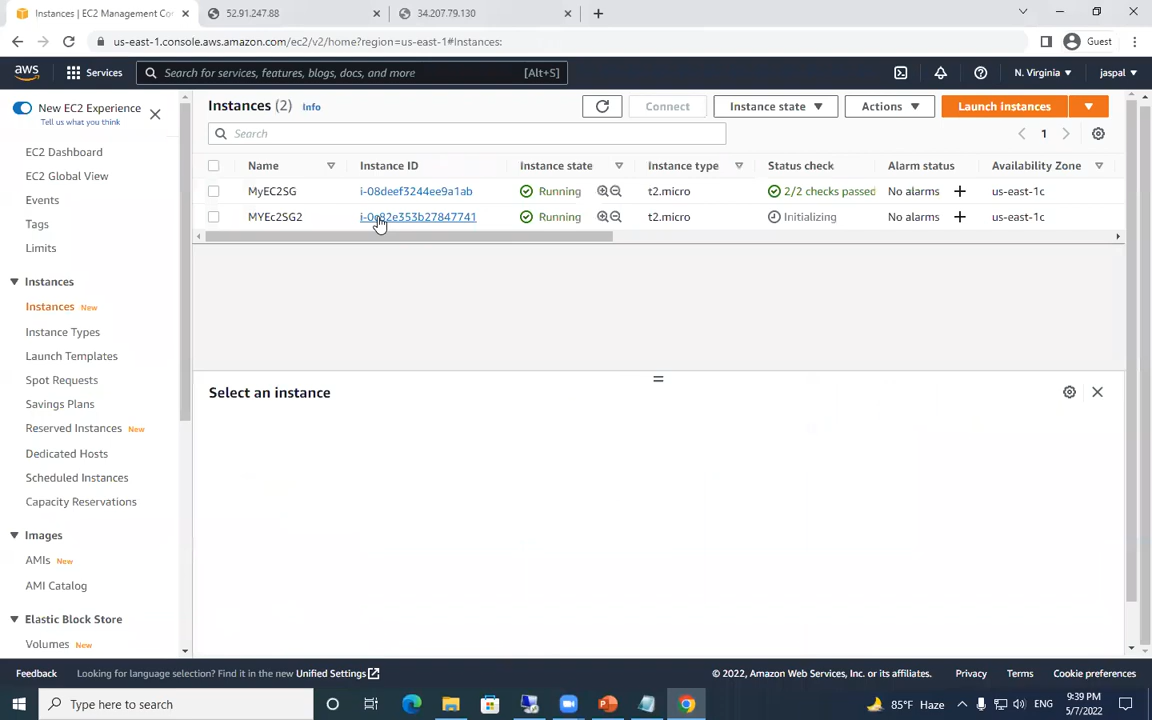 Instances | EC2 Management Co
52.91.247.88
34.207.79.130
us-east-1.console.aws.amazon.com/ec2/v2/home?region=us-east-1#Instances:
Guest
aws
Services
Search for services, features, blogs, docs, and more
[Alt+S]
N. Virginia
jaspal
New EC2 Experience
Tell us what you think
EC2 Dashboard
EC2 Global View
Events
Tags
Limits
Instances
Instances New
Instance Types
Launch Templates
Spot Requests
Savings Plans
Reserved Instances New
Dedicated Hosts
Scheduled Instances
Capacity Reservations
Images
AMIs New
AMI Catalog
Elastic Block Store
Volumes New
Instances (2) Info
Connect
Instance state
Actions
Launch instances
Search
1
Name Instance ID Instance state Instance type Status check Alarm status Availability Zone
MyEC2SG i-08deef3244ee9a1ab Running t2.micro 2/2 checks passed No alarms + us-east-1c
MYEc2SG2 i-0e82e353b27847741 Running t2.micro Initializing No alarms + us-east-1c
Select an instance
Feedback Looking for language selection? Find it in the new Unified Settings © 2022, Amazon Web Services, Inc. or its affiliates. Privacy Terms Cookie preferences
Type here to search
85°F Haze
ENG
9:39 PM
5/7/2022